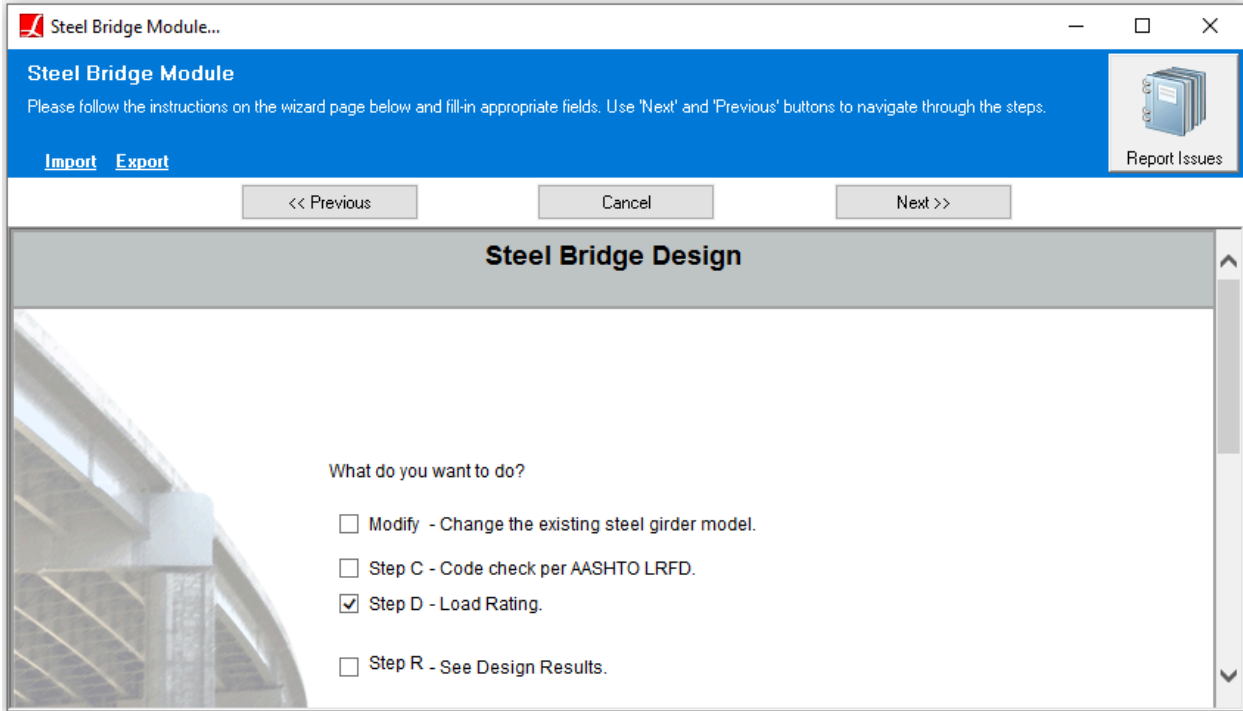 Steel Bridge Module...
Steel Bridge Module
Please follow the instructions on the wizard page below and fill-in appropriate fields. Use 'Next' and 'Previous' buttons to navigate through the steps.
Import Export
Report Issues
<< Previous Cancel Next >>
Steel Bridge Design
What do you want to do?
Modify - Change the existing steel girder model.
Step C - Code check per AASHTO LRFD.
Step D - Load Rating.
Step R - See Design Results.